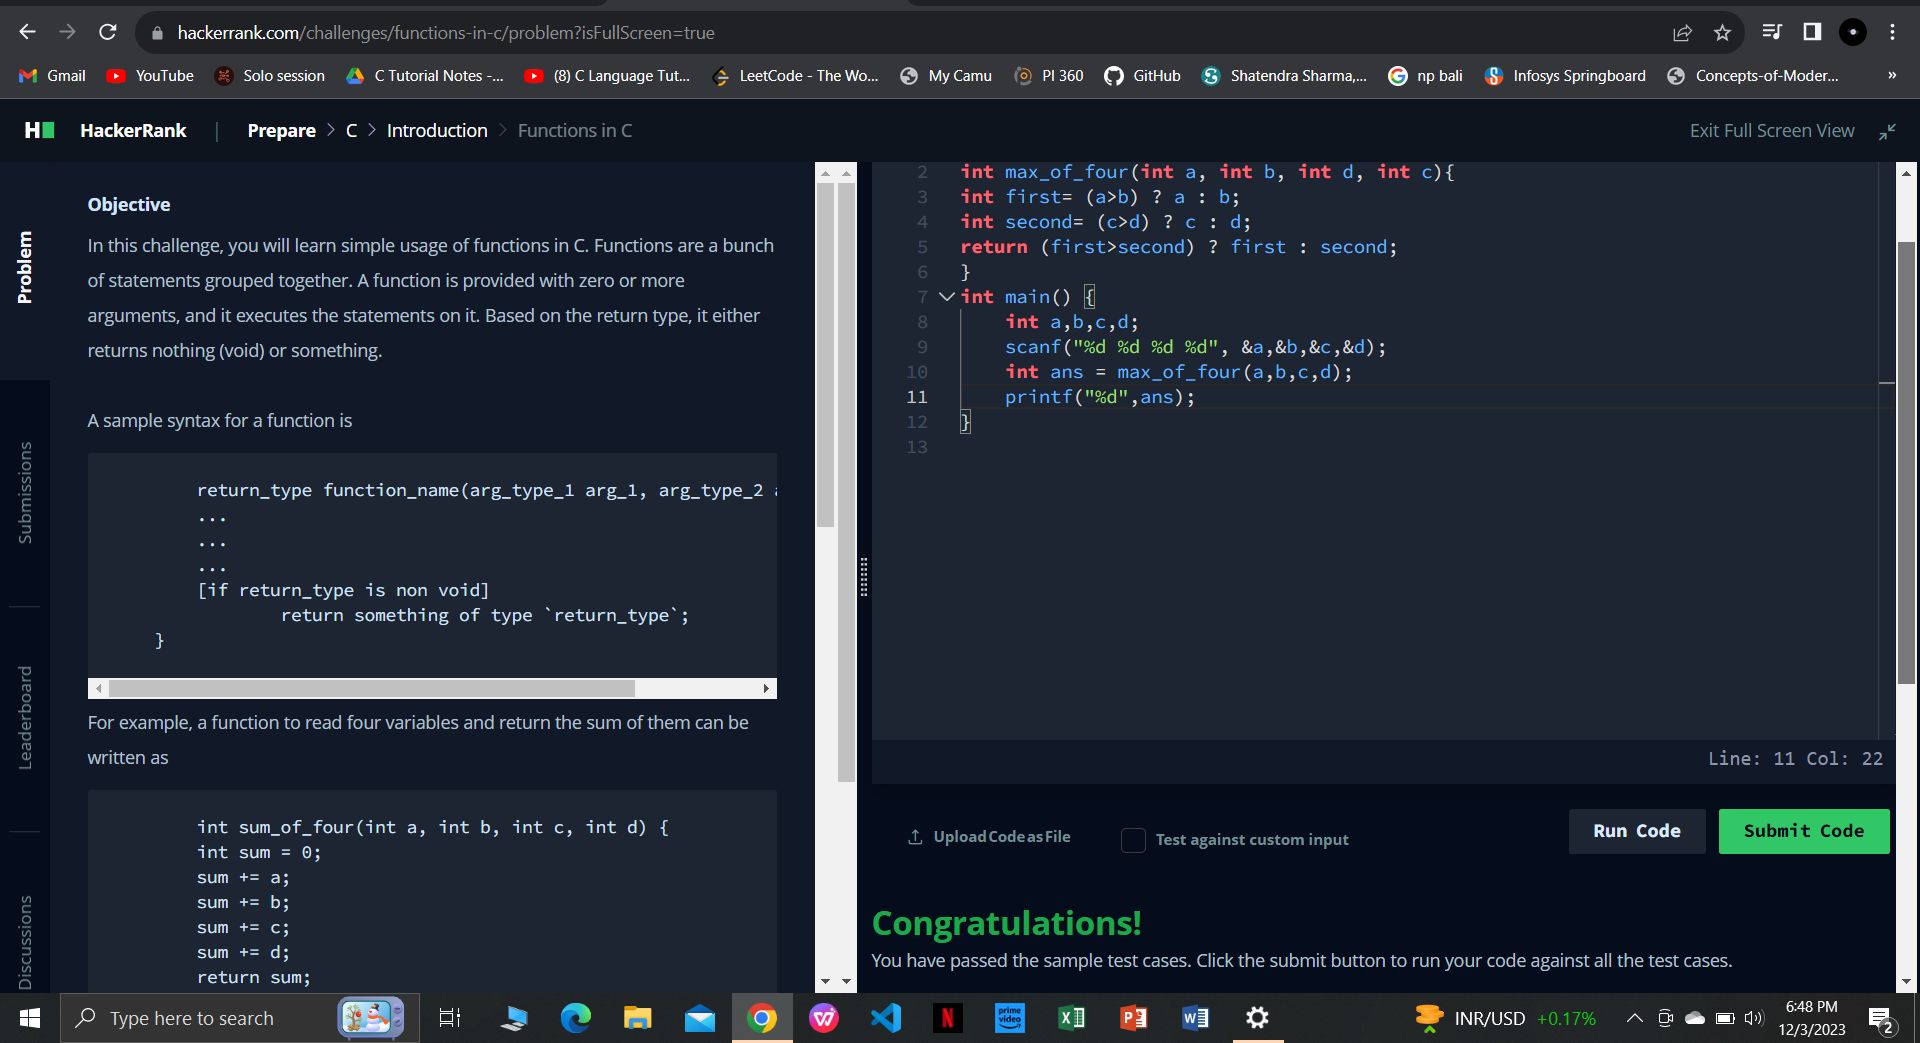 hackerrank.com/challenges/functions-in-c/problem?isFullScreen=true
Gmail YouTube Solo session C Tutorial Notes -... (8) C Language Tut... LeetCode - The Wo... My Camu PI 360 GitHub Shatendra Sharma,... np bali Infosys Springboard Concepts-of-Moder... »
H HackerRank | Prepare > C > Introduction > Functions in C Exit Full Screen View
Problem
Submissions
Leaderboard
Discussions
Objective
In this challenge, you will learn simple usage of functions in C. Functions are a bunch
of statements grouped together. A function is provided with zero or more
arguments, and it executes the statements on it. Based on the return type, it either
returns nothing (void) or something.
A sample syntax for a function is
return_type function_name(arg_type_1 arg_1, arg_type_2 a
...
...
...
[if return_type is non void]
return something of type `return_type`;
}
For example, a function to read four variables and return the sum of them can be
written as
int sum_of_four(int a, int b, int c, int d) {
int sum = 0;
sum += a;
sum += b;
sum += c;
sum += d;
return sum;
2 int max_of_four(int a, int b, int d, int c){
3 int first= (a>b) ? a : b;
4 int second= (c>d) ? c : d;
5 return (first>second) ? first : second;
6 }
7 int main() {
8 int a,b,c,d;
9 scanf("%d %d %d %d", &a,&b,&c,&d);
10 int ans = max_of_four(a,b,c,d);
11 printf("%d",ans);
12 }
13
Line: 11 Col: 22
Upload Code as File Test against custom input Run Code Submit Code
Congratulations!
You have passed the sample test cases. Click the submit button to run your code against all the test cases.
Type here to search
N
prime video
X
P
W
INR/USD +0.17%
6:48 PM
12/3/2023
2